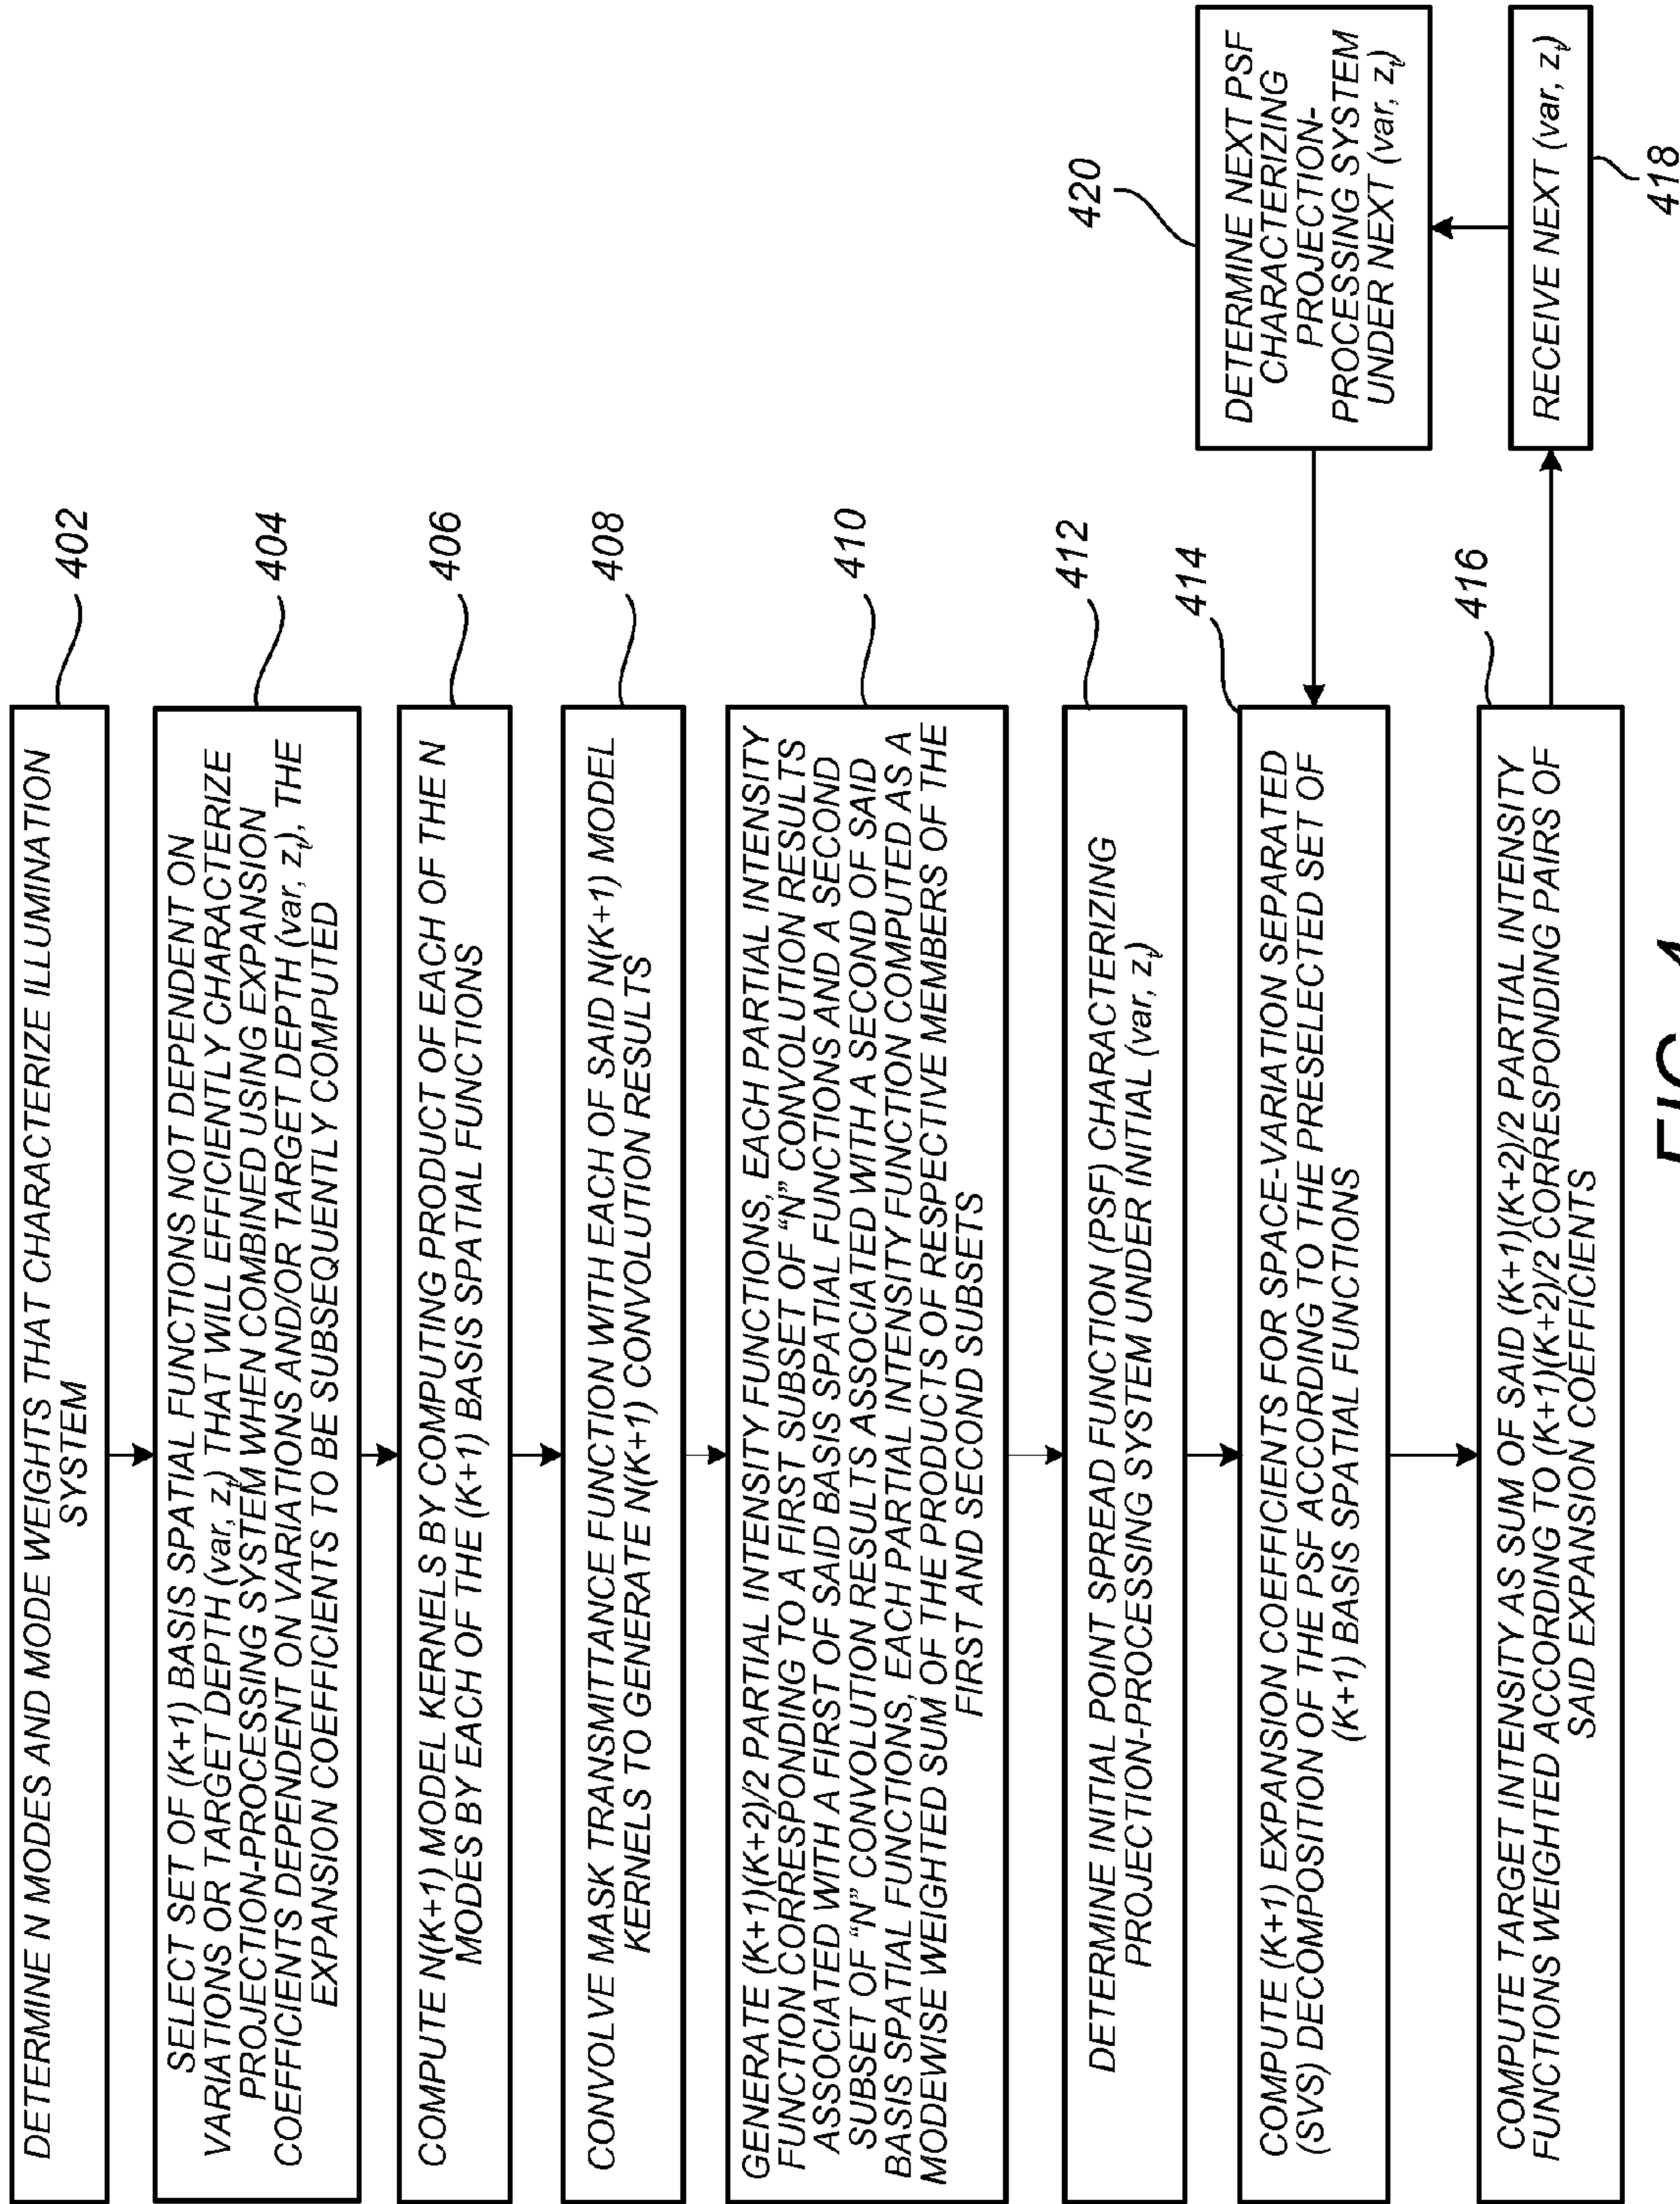 DETERMINE N MODES AND MODE WEIGHTS THAT CHARACTERIZE ILLUMINATION
SYSTEM
402
SELECT SET OF (K+1) BASIS SPATIAL FUNCTIONS NOT DEPENDENT ON
VARIATIONS OR TARGET DEPTH (var, zt) THAT WILL EFFICIENTLY CHARACTERIZE
PROJECTION-PROCESSING SYSTEM WHEN COMBINED USING EXPANSION
COEFFICIENTS DEPENDENT ON VARIATIONS AND/OR TARGET DEPTH (var, zt), THE
EXPANSION COEFFICIENTS TO BE SUBSEQUENTLY COMPUTED
404
COMPUTE N(K+1) MODEL KERNELS BY COMPUTING PRODUCT OF EACH OF THE N
MODES BY EACH OF THE (K+1) BASIS SPATIAL FUNCTIONS
406
CONVOLVE MASK TRANSMITTANCE FUNCTION WITH EACH OF SAID N(K+1) MODEL
KERNELS TO GENERATE N(K+1) CONVOLUTION RESULTS
408
GENERATE (K+1)(K+2)/2 PARTIAL INTENSITY FUNCTIONS, EACH PARTIAL INTENSITY
FUNCTION CORRESPONDING TO A FIRST SUBSET OF “N” CONVOLUTION RESULTS
ASSOCIATED WITH A FIRST OF SAID BASIS SPATIAL FUNCTIONS AND A SECOND
SUBSET OF “N” CONVOLUTION RESULTS ASSOCIATED WITH A SECOND OF SAID
BASIS SPATIAL FUNCTIONS, EACH PARTIAL INTENSITY FUNCTION COMPUTED AS A
MODEWISE WEIGHTED SUM OF THE PRODUCTS OF RESPECTIVE MEMBERS OF THE
FIRST AND SECOND SUBSETS
410
DETERMINE INITIAL POINT SPREAD FUNCTION (PSF) CHARACTERIZING
PROJECTION-PROCESSING SYSTEM UNDER INITIAL (var, zt)
412
COMPUTE (K+1) EXPANSION COEFFICIENTS FOR SPACE-VARIATION SEPARATED
(SVS) DECOMPOSITION OF THE PSF ACCORDING TO THE PRESELECTED SET OF
(K+1) BASIS SPATIAL FUNCTIONS
414
COMPUTE TARGET INTENSITY AS SUM OF SAID (K+1)(K+2)/2 PARTIAL INTENSITY
FUNCTIONS WEIGHTED ACCORDING TO (K+1)(K+2)/2 CORRESPONDING PAIRS OF
SAID EXPANSION COEFFICIENTS
416
RECEIVE NEXT (var, zt)
418
DETERMINE NEXT PSF
CHARACTERIZING
PROJECTION-
PROCESSING SYSTEM
UNDER NEXT (var, zt)
420
FIG. 4